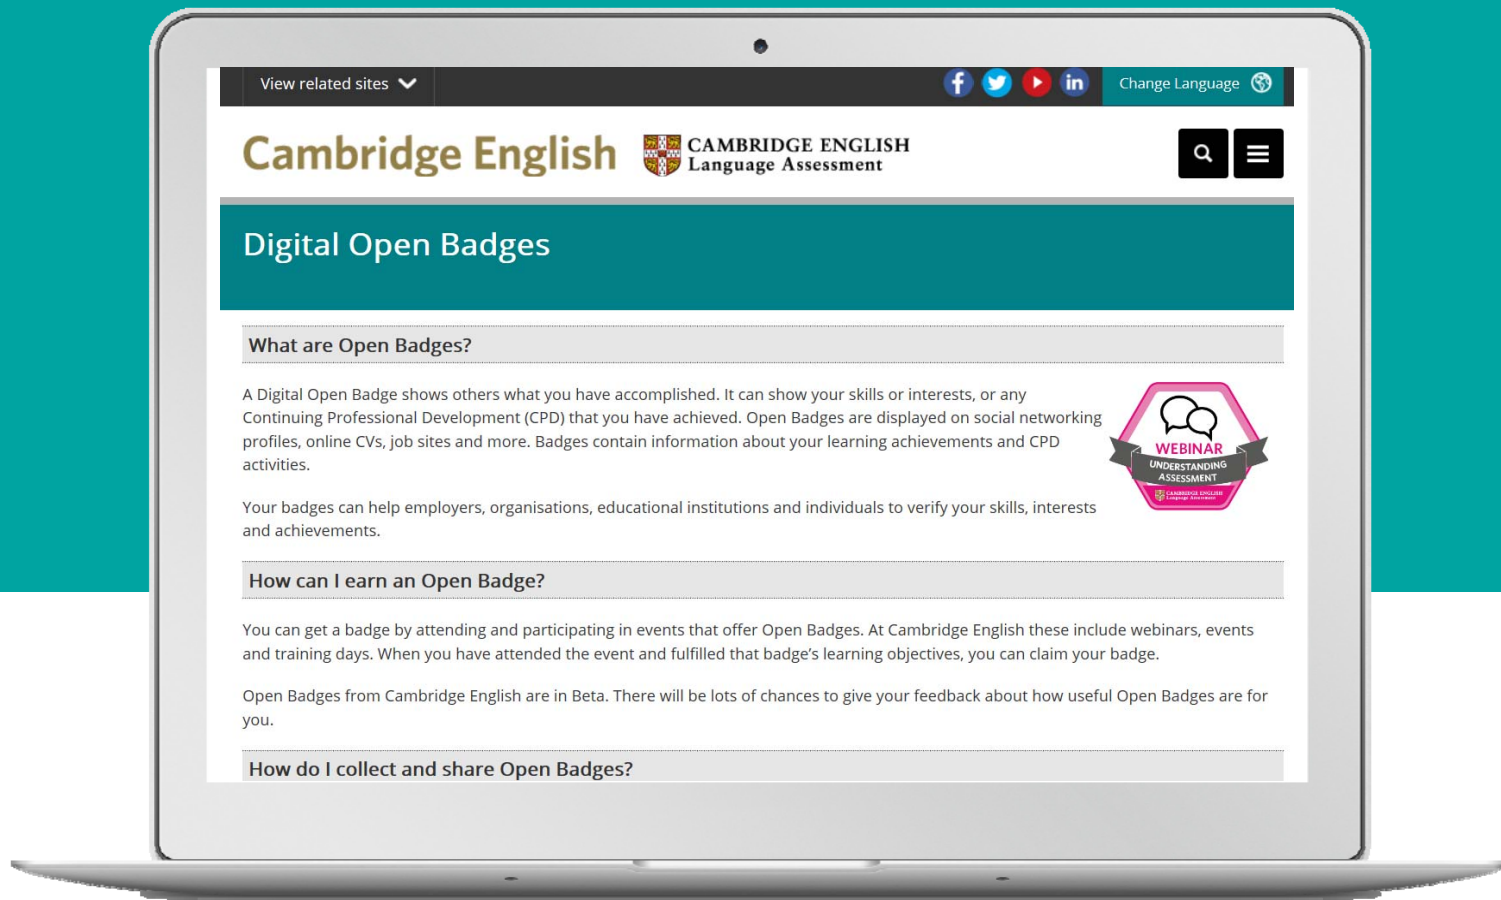 View related sites
Change Language
Cambridge English
CAMBRIDGE ENGLISH
Language Assessment
Digital Open Badges
What are Open Badges?
A Digital Open Badge shows others what you have accomplished. It can show your skills or interests, or any
Continuing Professional Development (CPD) that you have achieved. Open Badges are displayed on social networking
profiles, online CVs, job sites and more. Badges contain information about your learning achievements and CPD
activities.
WEBINAR
UNDERSTANDING
ASSESSMENT
CAMBRIDGE ENGLISH
Language Assessment
Your badges can help employers, organisations, educational institutions and individuals to verify your skills, interests
and achievements.
How can I earn an Open Badge?
You can get a badge by attending and participating in events that offer Open Badges. At Cambridge English these include webinars, events
and training days. When you have attended the event and fulfilled that badge’s learning objectives, you can claim your badge.
Open Badges from Cambridge English are in Beta. There will be lots of chances to give your feedback about how useful Open Badges are for
you.
How do I collect and share Open Badges?